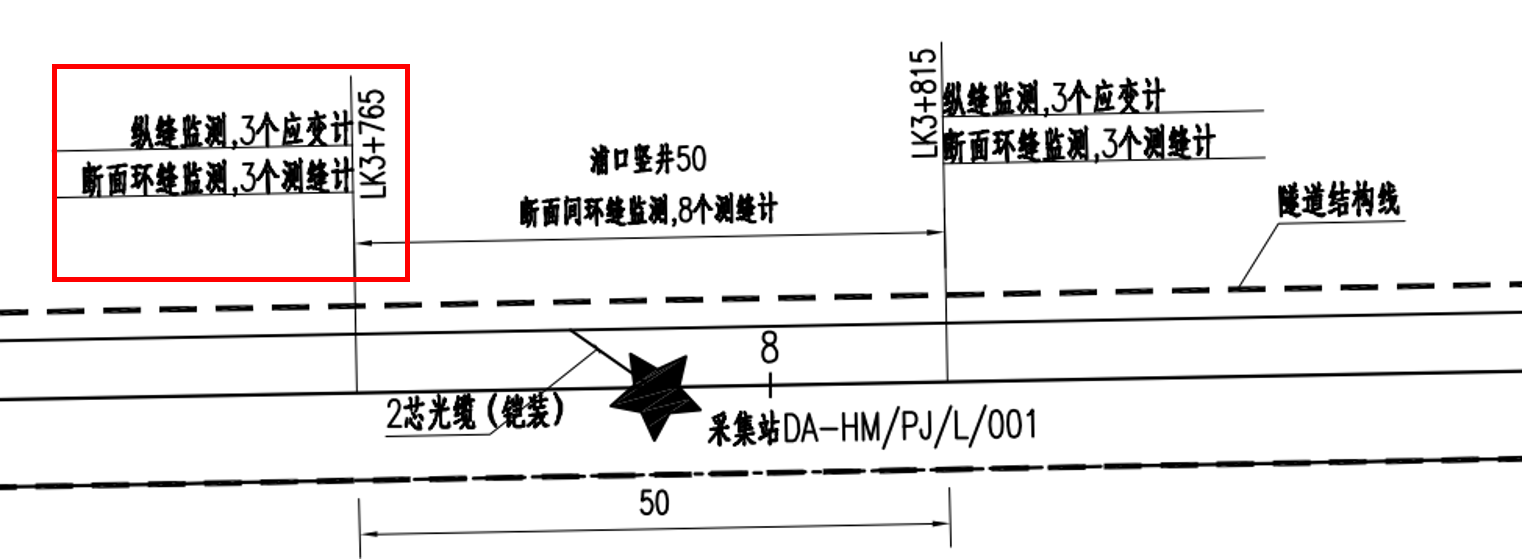 纵缝监测,3个应变计
断面环缝监测,3个测缝计
LK3+765
浦口竖井50
断面间环缝监测,8个测缝计
LK3+815
纵缝监测,3个应变计
断面环缝监测,3个测缝计
隧道结构线
8
2芯光缆(铠装)
采集站DA-HM/PJ/L/001
50